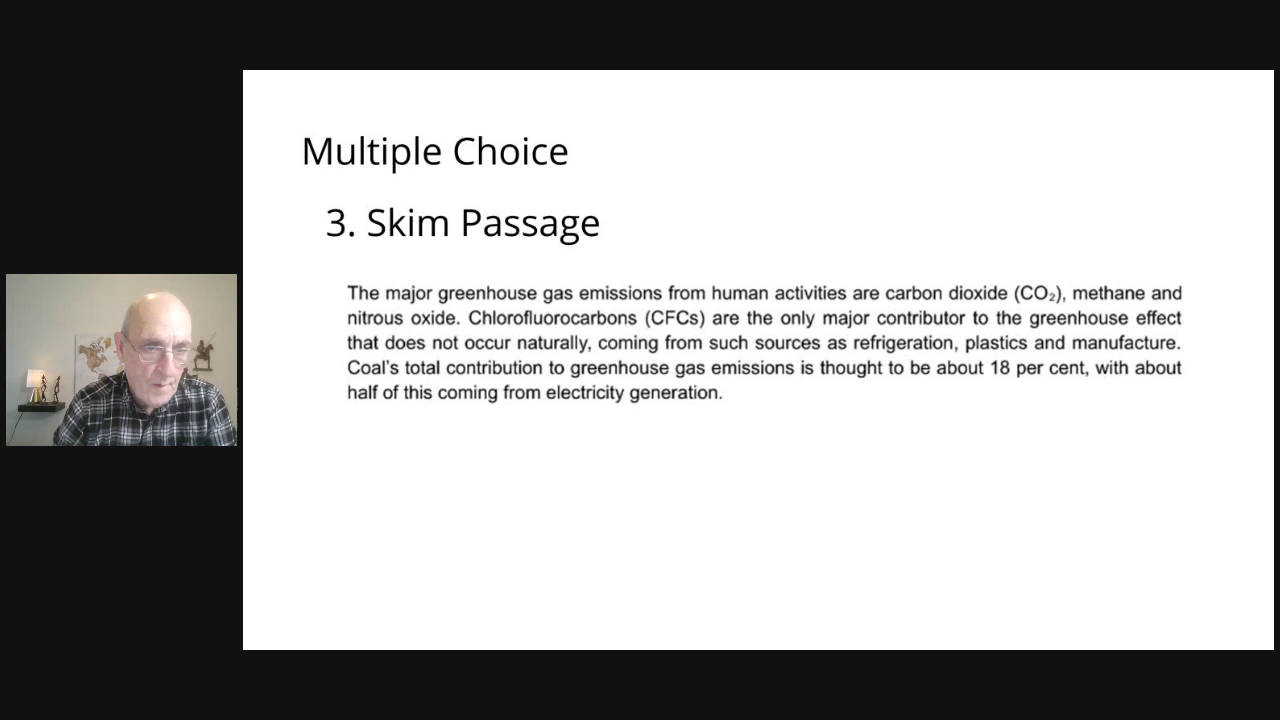 Multiple Choice
3. Skim Passage
The major greenhouse gas emissions from human activities are carbon dioxide (CO₂), methane and
nitrous oxide. Chlorofluorocarbons (CFCs) are the only major contributor to the greenhouse effect
that does not occur naturally, coming from such sources as refrigeration, plastics and manufacture.
Coal's total contribution to greenhouse gas emissions is thought to be about 18 per cent, with about
half of this coming from electricity generation.